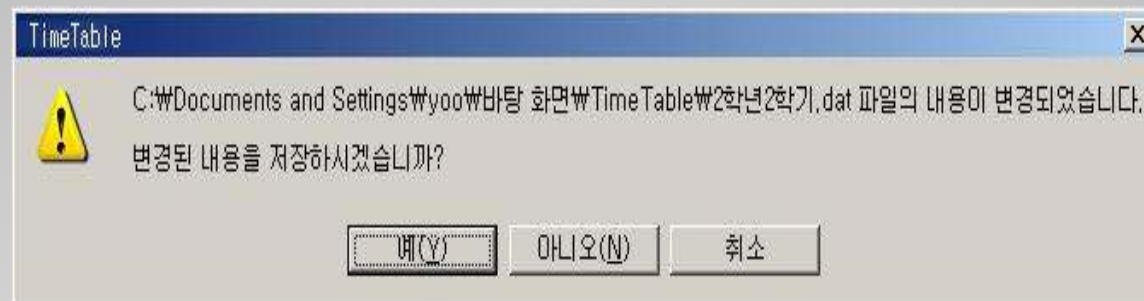 TimeTable
C:₩Documents and Settings₩yoo₩바탕 화면₩TimeTable₩2학년2학기.dat 파일의 내용이 변경되었습니다.
변경된 내용을 저장하시겠습니까?
예(Y) 아니오(N) 취소